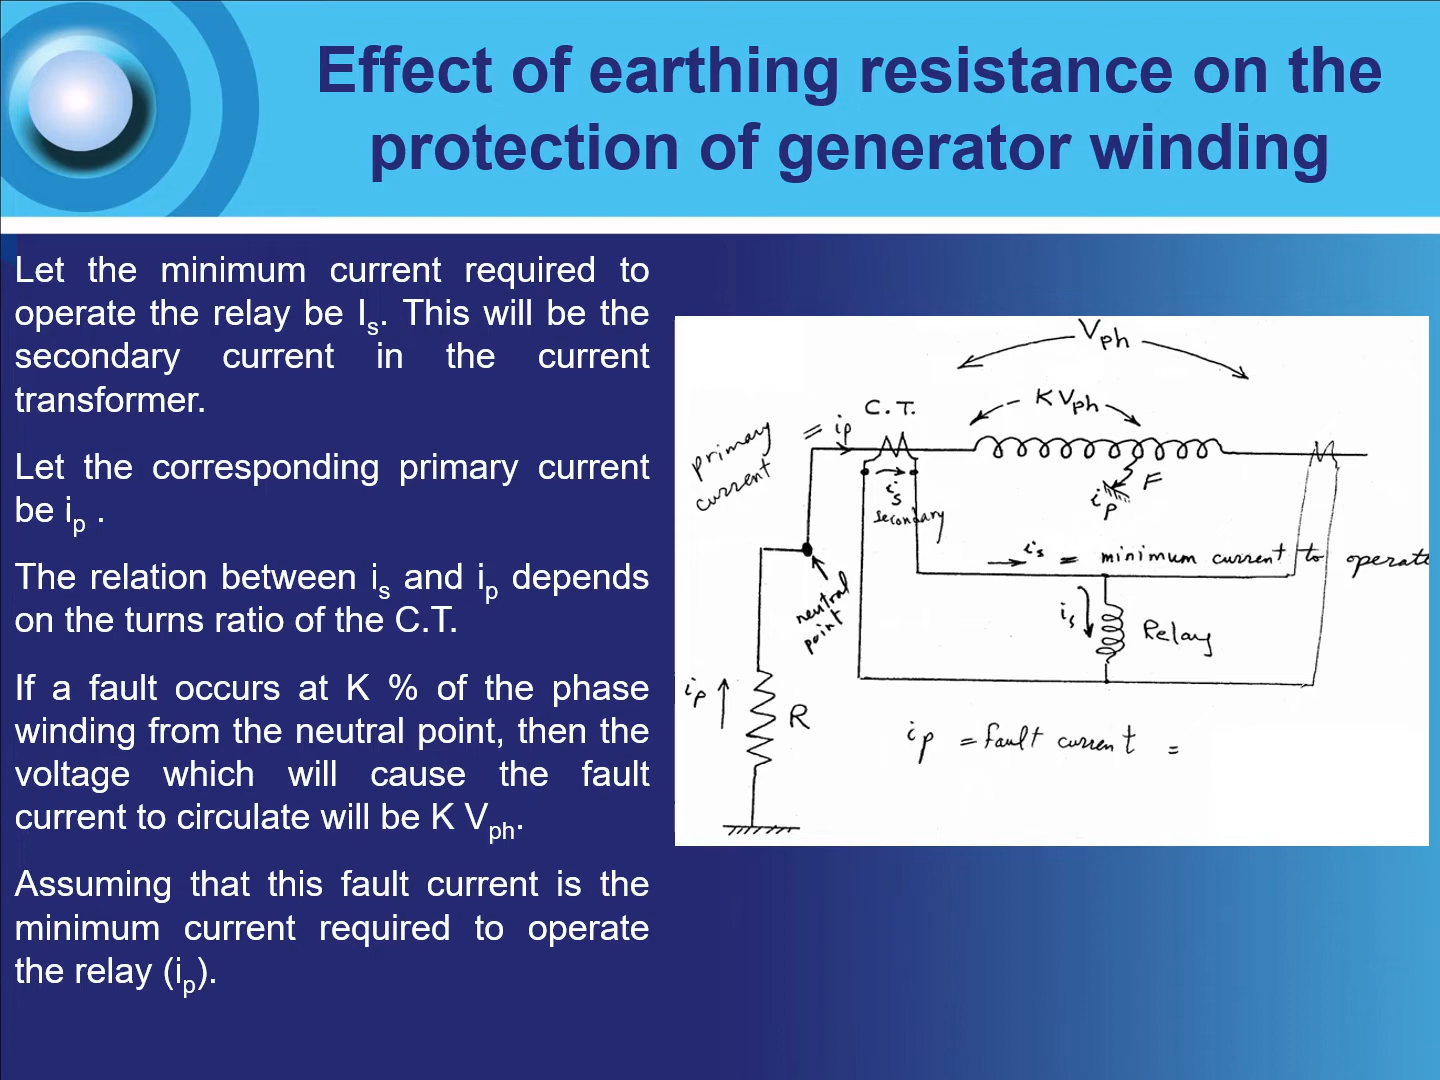 Effect of earthing resistance on the
protection of generator winding
Let the minimum current required to
operate the relay be Is. This will be the
secondary current in the current
transformer.
Let the corresponding primary current
be ip .
The relation between is and ip depends
on the turns ratio of the C.T.
If a fault occurs at K % of the phase
winding from the neutral point, then the
voltage which will cause the fault
current to circulate will be K Vph.
Assuming that this fault current is the
minimum current required to operate
the relay (ip).
Vph
K Vph
C.T.
primary
current
= ip
is
secondary
F
ip
is = minimum current to operate
neutral
point
is
Relay
ip
R
ip = fault current =